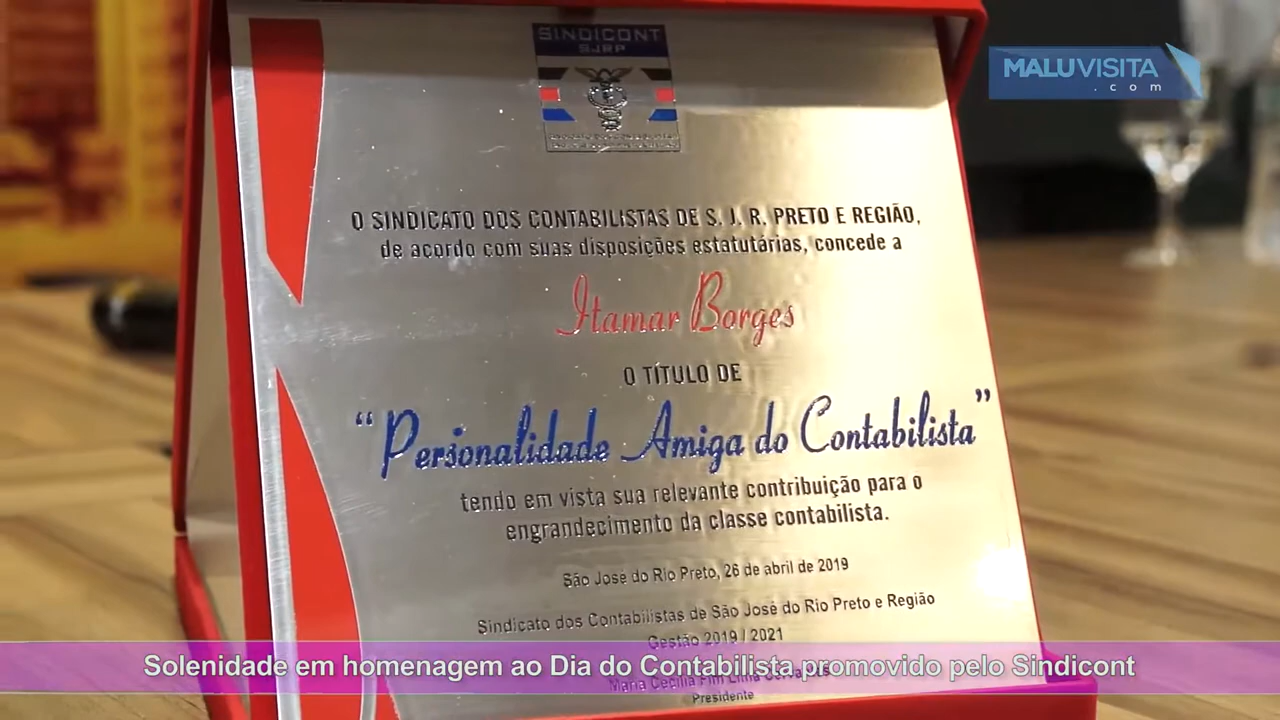 SINDICONT
SJRP
MALUVISITA
.com
O SINDICATO DOS CONTABILISTAS DE S. J. R. PRETO E REGIÃO,
de acordo com suas disposições estatutárias, concede a
Itamar Borges
O TÍTULO DE
“Personalidade Amiga do Contabilista”
tendo em vista sua relevante contribuição para o
engrandecimento da classe contabilista.
São José do Rio Preto, 26 de abril de 2019
Sindicato dos Contabilistas de São José do Rio Preto e Região
Gestão 2019 / 2021
Solenidade em homenagem ao Dia do Contabilista promovido pelo Sindicont
Maria Cecília
Presidente